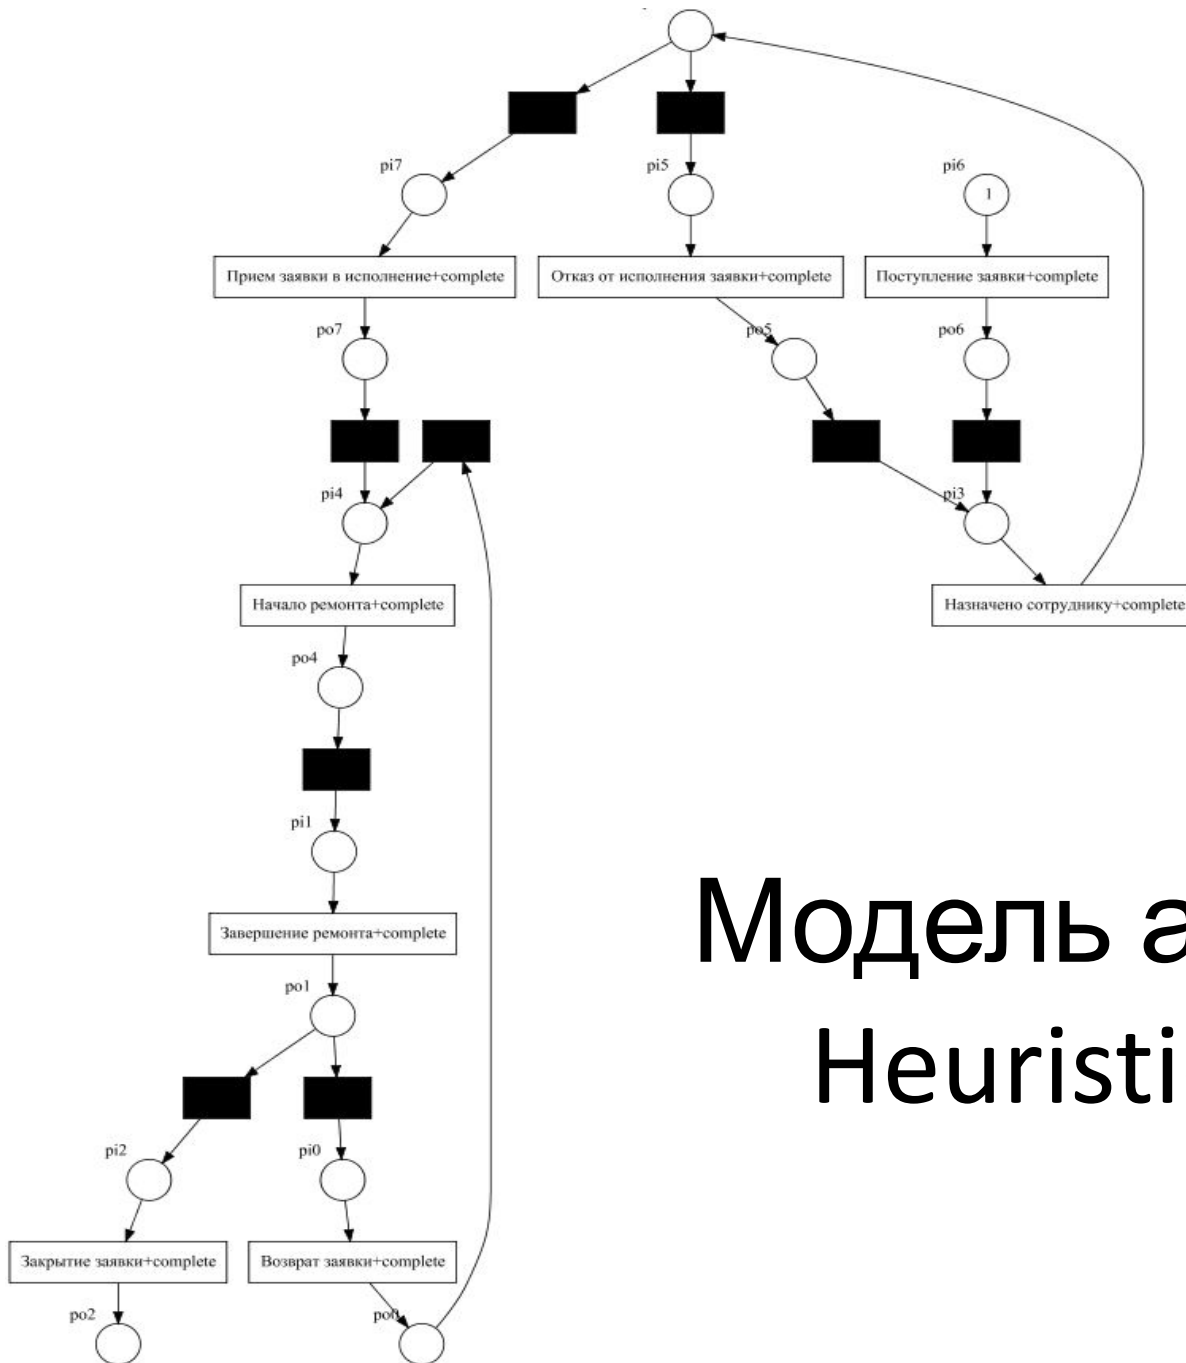 pi7
pi5
pi6
1
Прием заявки в исполнение+complete
Отказ от исполнения заявки+complete
Поступление заявки+complete
po7
po5
po6
pi4
pi3
Начало ремонта+complete
Назначено сотруднику+complete
po4
pi1
Завершение ремонта+complete
po1
Модель а
Heuristi
pi2
pi0
Закрытие заявки+complete
Возврат заявки+complete
po2
po0